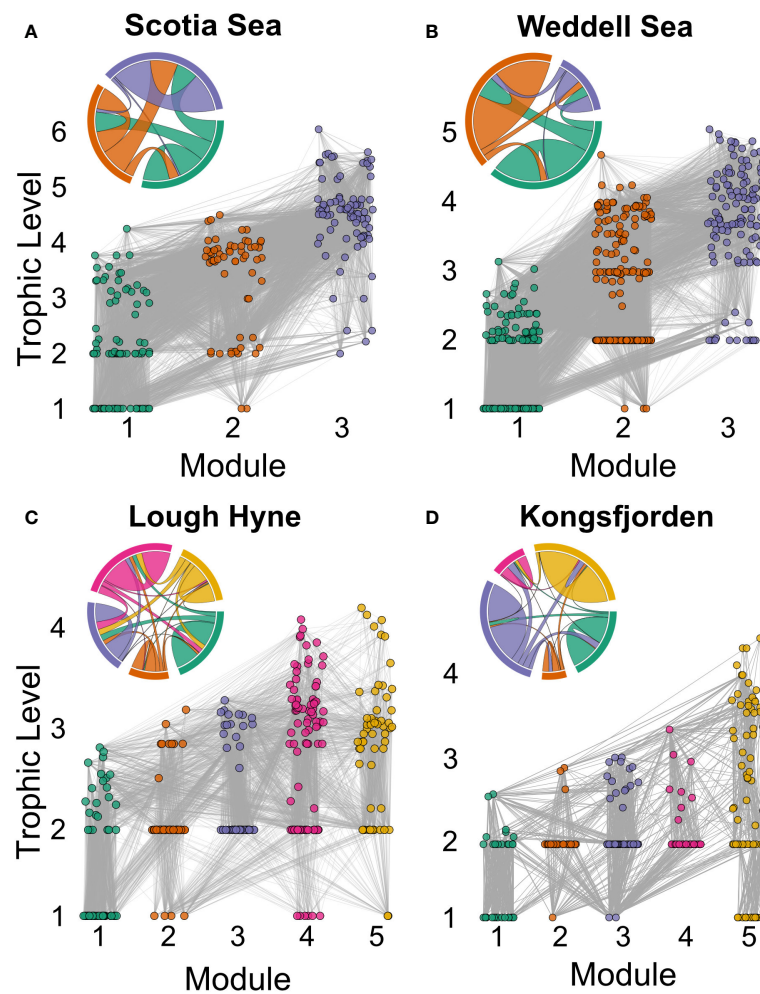 A
Scotia Sea
Trophic Level
6
5
4
3
2
1
1 2 3
Module
B
Weddell Sea
5
4
3
2
1
1 2 3
Module
C
Lough Hyne
Trophic Level
4
3
2
1
1 2 3 4 5
Module
D
Kongsfjorden
4
3
2
1
1 2 3 4 5
Module